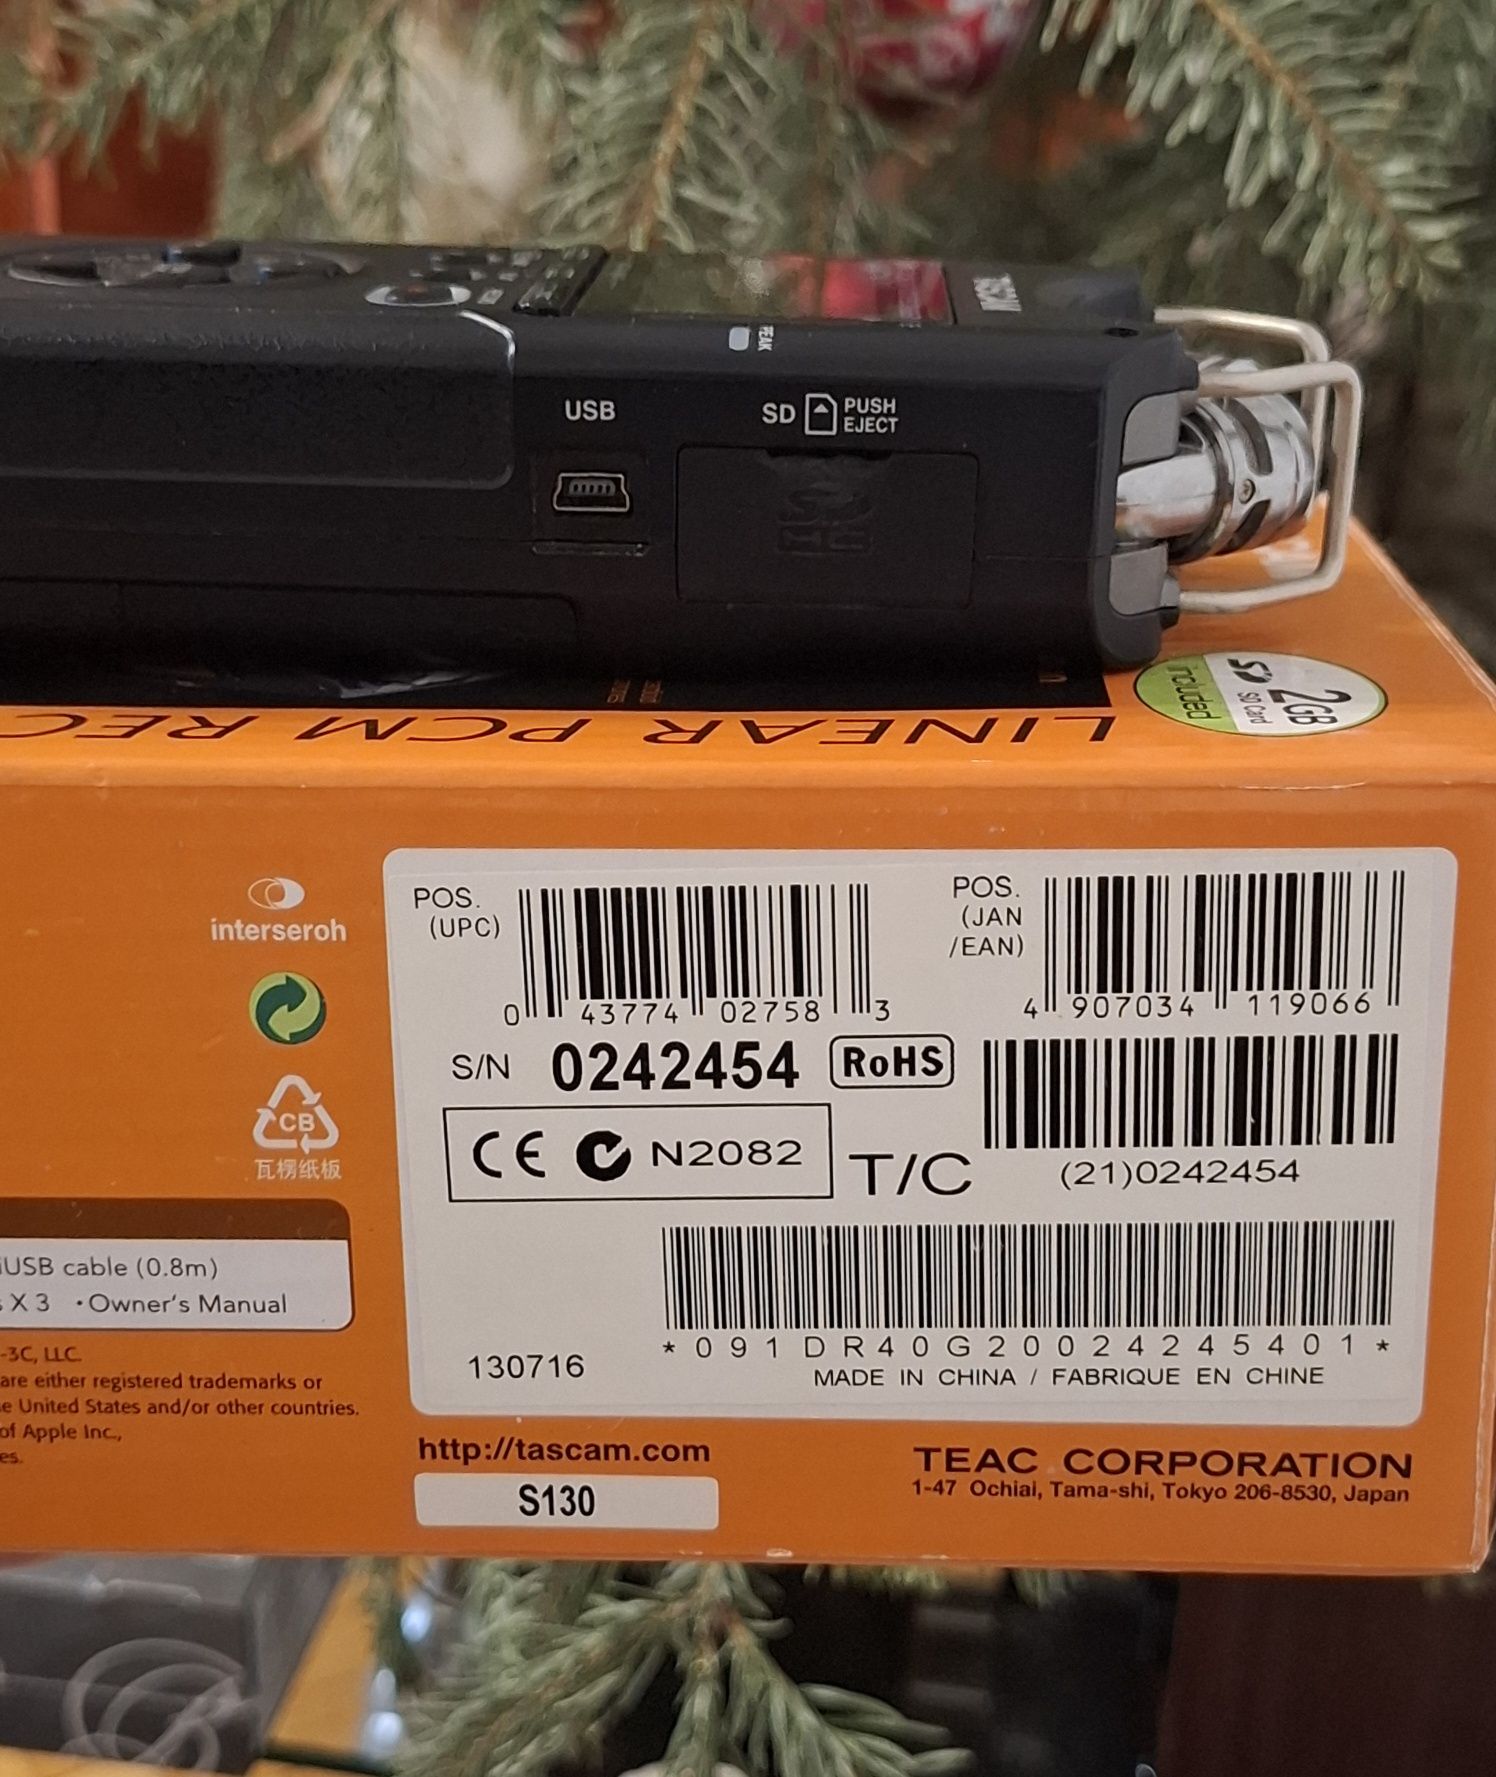 TASCAM
PEAK
USB
SD PUSH EJECT
LINEAR PCM REC
2GB
SD Card
included
interseroh
CB
瓦楞纸板
USB cable (0.8m)
X 3 •Owner's Manual
-3C, LLC.
are either registered trademarks or
e United States and/or other countries.
of Apple Inc.,
es.
POS. (UPC)
0 43774 02758 3
POS. (JAN /EAN)
4 907034 119066
S/N 0242454 RoHS
CE N2082 T/C
(21)0242454
*091DR40G20024245401*
130716
MADE IN CHINA / FABRIQUE EN CHINE
http://tascam.com
S130
TEAC CORPORATION
1-47 Ochiai, Tama-shi, Tokyo 206-8530, Japan